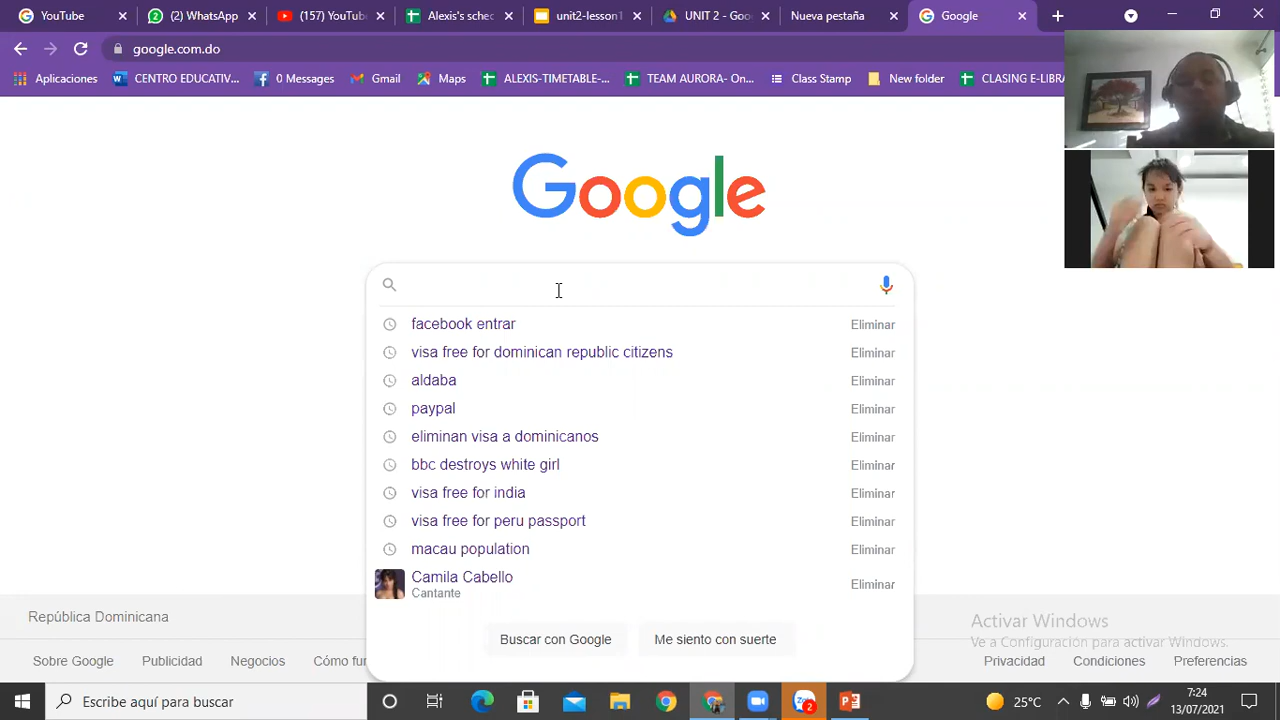 YouTube
(2) WhatsApp
(157) YouTube
Alexis's sched
unit2-lesson1
UNIT 2 - Goo
Nueva pestaña
Google
google.com.do
Aplicaciones
CENTRO EDUCATIV...
0 Messages
Gmail
Maps
ALEXIS-TIMETABLE-...
TEAM AURORA- On...
Class Stamp
New folder
CLASING E-LIBRA
Google
facebook entrar Eliminar
visa free for dominican republic citizens Eliminar
aldaba Eliminar
paypal Eliminar
eliminan visa a dominicanos Eliminar
bbc destroys white girl Eliminar
visa free for india Eliminar
visa free for peru passport Eliminar
macau population Eliminar
Camila Cabello Eliminar
Cantante
Buscar con Google
Me siento con suerte
República Dominicana
Activar Windows
Ve a Configuración para activar Windows.
Sobre Google
Publicidad
Negocios
Cómo fun
Privacidad
Condiciones
Preferencias
Escribe aquí para buscar
2
25°C
7:24
13/07/2021